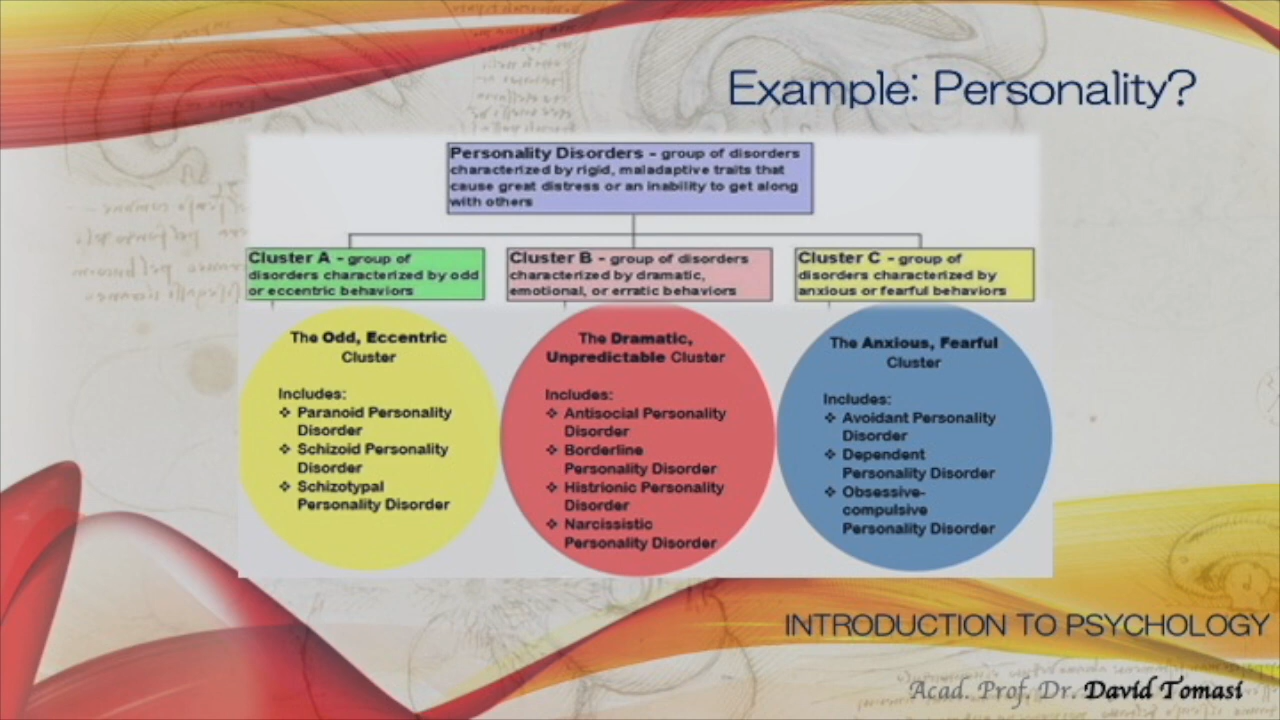 Example: Personality?
Personality Disorders - group of disorders
characterized by rigid, maladaptive traits that
cause great distress or an inability to get along
with others
Cluster A - group of
disorders characterized by odd
or eccentric behaviors
Cluster B - group of disorders
characterized by dramatic,
emotional, or erratic behaviors
Cluster C - group of
disorders characterized by
anxious or fearful behaviors
The Odd, Eccentric
Cluster
Includes:
❖ Paranoid Personality
Disorder
❖ Schizoid Personality
Disorder
❖ Schizotypal
Personality Disorder
The Dramatic,
Unpredictable Cluster
Includes:
❖ Antisocial Personality
Disorder
❖ Borderline
Personality Disorder
❖ Histrionic Personality
Disorder
❖ Narcissistic
Personality Disorder
The Anxious, Fearful
Cluster
Includes:
❖ Avoidant Personality
Disorder
❖ Dependent
Personality Disorder
❖ Obsessive-
compulsive
Personality Disorder
INTRODUCTION TO PSYCHOLOGY
Acad. Prof. Dr. David Tomasi